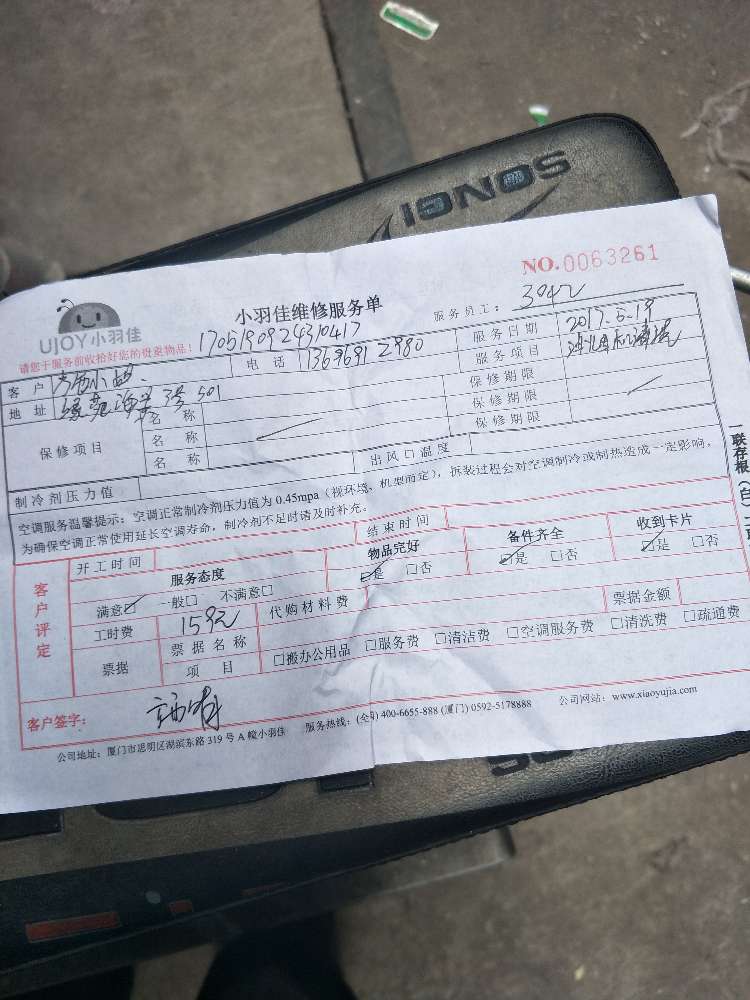 SONOI
NO.0063261
小羽佳维修服务单
UJOY小羽佳
服务员工：3042
请您于服务前收拾好您的贵重物品！1705190924310417
客户 小姐 电话 13696912980 服务日期 2017.5.19
地址 3号501 服务项目
保修项目 名称 保修期限
名称 保修期限
名称 保修期限
制冷剂压力值 出风口温度
空调服务温馨提示：空调正常制冷剂压力值为0.45mpa（视环境、机型而定），拆装过程会对空调制冷或制热造成一定影响，
为确保空调正常使用延长空调寿命，制冷剂不足时请及时补充。
一联存根（白）
客户评定
开工时间 结束时间
服务态度 物品完好 备件齐全 收到卡片
满意☑ 一般□ 不满意□ ☑是 □否 ☑是 □否 ☑是 □否
工时费 159元 代购材料费
票据 票据名称 票据金额
项目 □搬办公用品 □服务费 □清洁费 □空调服务费 □清洗费 □疏通费
客户签字：
公司地址：厦门市思明区湖滨东路319号A幢小羽佳 服务热线：(全国) 400-6655-888 (厦门) 0592-5178888 公司网站：www.xiaoyujia.com